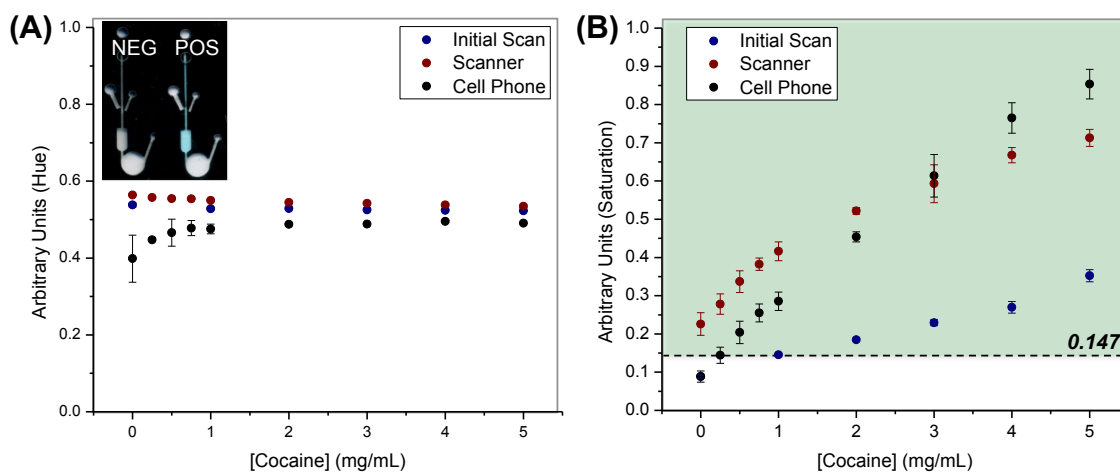 (A)
NEG POS
Initial Scan
Scanner
Cell Phone
Arbitrary Units (Hue)
1.0
0.8
0.6
0.4
0.2
0.0
0 1 2 3 4 5
[Cocaine] (mg/mL)
(B)
Initial Scan
Scanner
Cell Phone
Arbitrary Units (Saturation)
1.0
0.9
0.8
0.7
0.6
0.5
0.4
0.3
0.2
0.1
0.0
0.147
0 1 2 3 4 5
[Cocaine] (mg/mL)